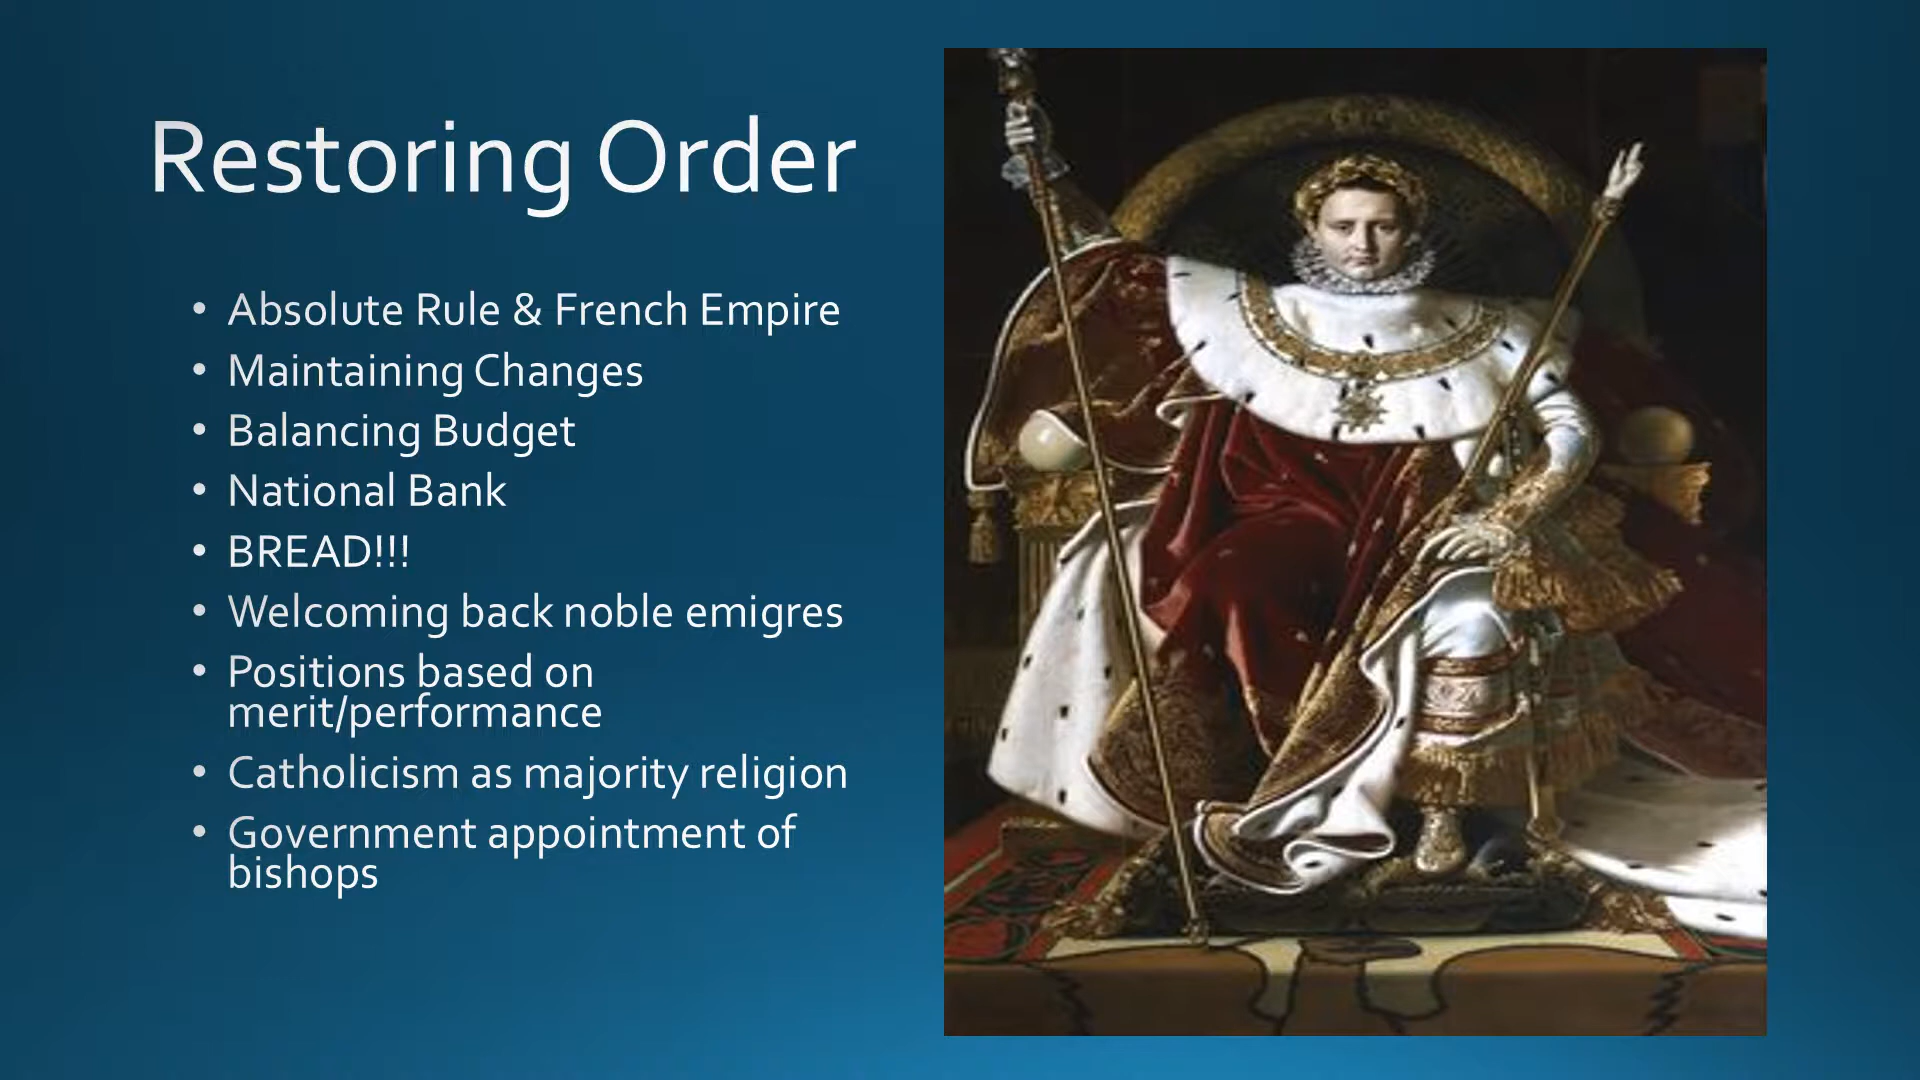 Restoring Order
• Absolute Rule & French Empire
• Maintaining Changes
• Balancing Budget
• National Bank
• BREAD!!!
• Welcoming back noble emigres
• Positions based on
merit/performance
• Catholicism as majority religion
• Government appointment of
bishops